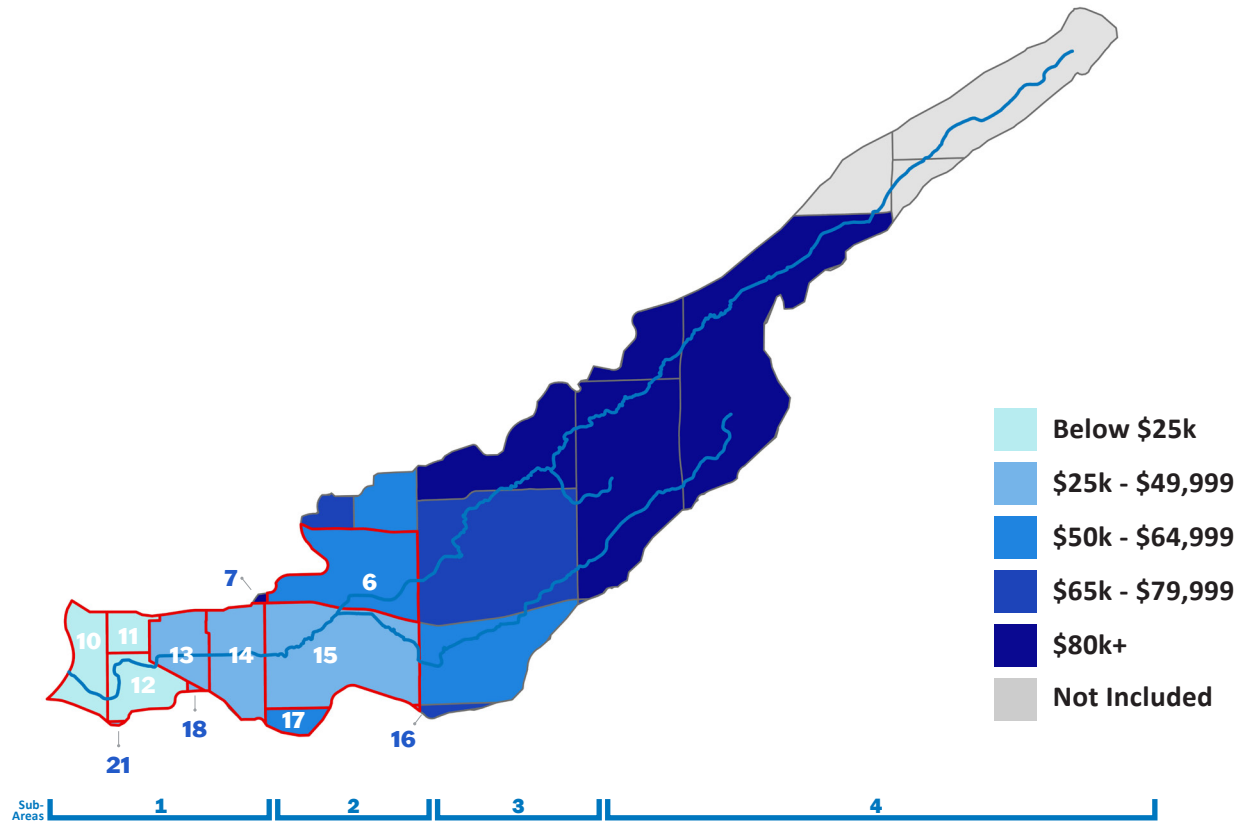 Below $25k
$25k - $49,999
$50k - $64,999
$65k - $79,999
$80k+
Not Included
7
6
10
11
13
14
15
12
17
18
16
21
Sub-
Areas
1
2
3
4